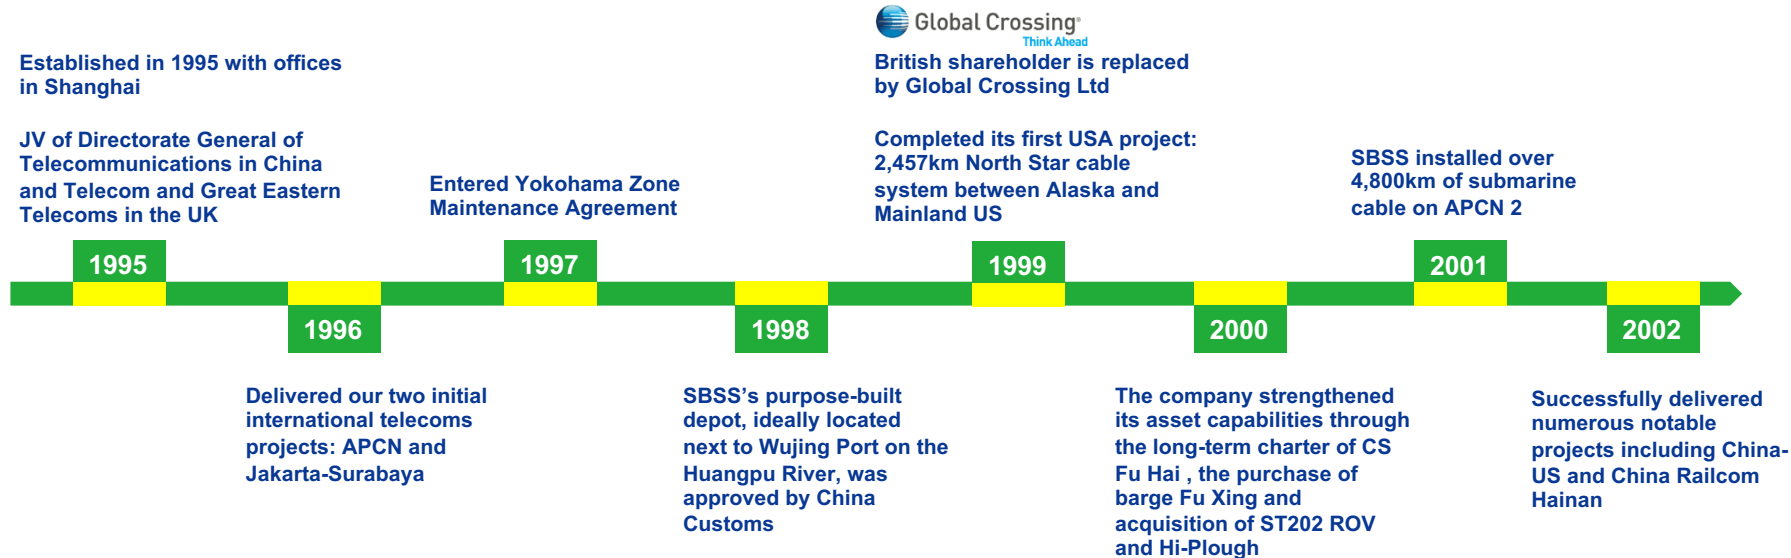 Global Crossing
Think Ahead
Established in 1995 with offices
in Shanghai
JV of Directorate General of
Telecommunications in China
and Telecom and Great Eastern
Telecoms in the UK
1995
Delivered our two initial
international telecoms
projects: APCN and
Jakarta-Surabaya
1996
Entered Yokohama Zone
Maintenance Agreement
1997
1998
SBSS's purpose-built
depot, ideally located
next to Wujing Port on the
Huangpu River, was
approved by China
Customs
British shareholder is replaced
by Global Crossing Ltd
Completed its first USA project:
2,457km North Star cable
system between Alaska and
Mainland US
1999
2000
The company strengthened
its asset capabilities through
the long-term charter of CS
Fu Hai , the purchase of
barge Fu Xing and
acquisition of ST202 ROV
and Hi-Plough
SBSS installed over
4,800km of submarine
cable on APCN 2
2001
2002
Successfully delivered
numerous notable
projects including China-
US and China Railcom
Hainan